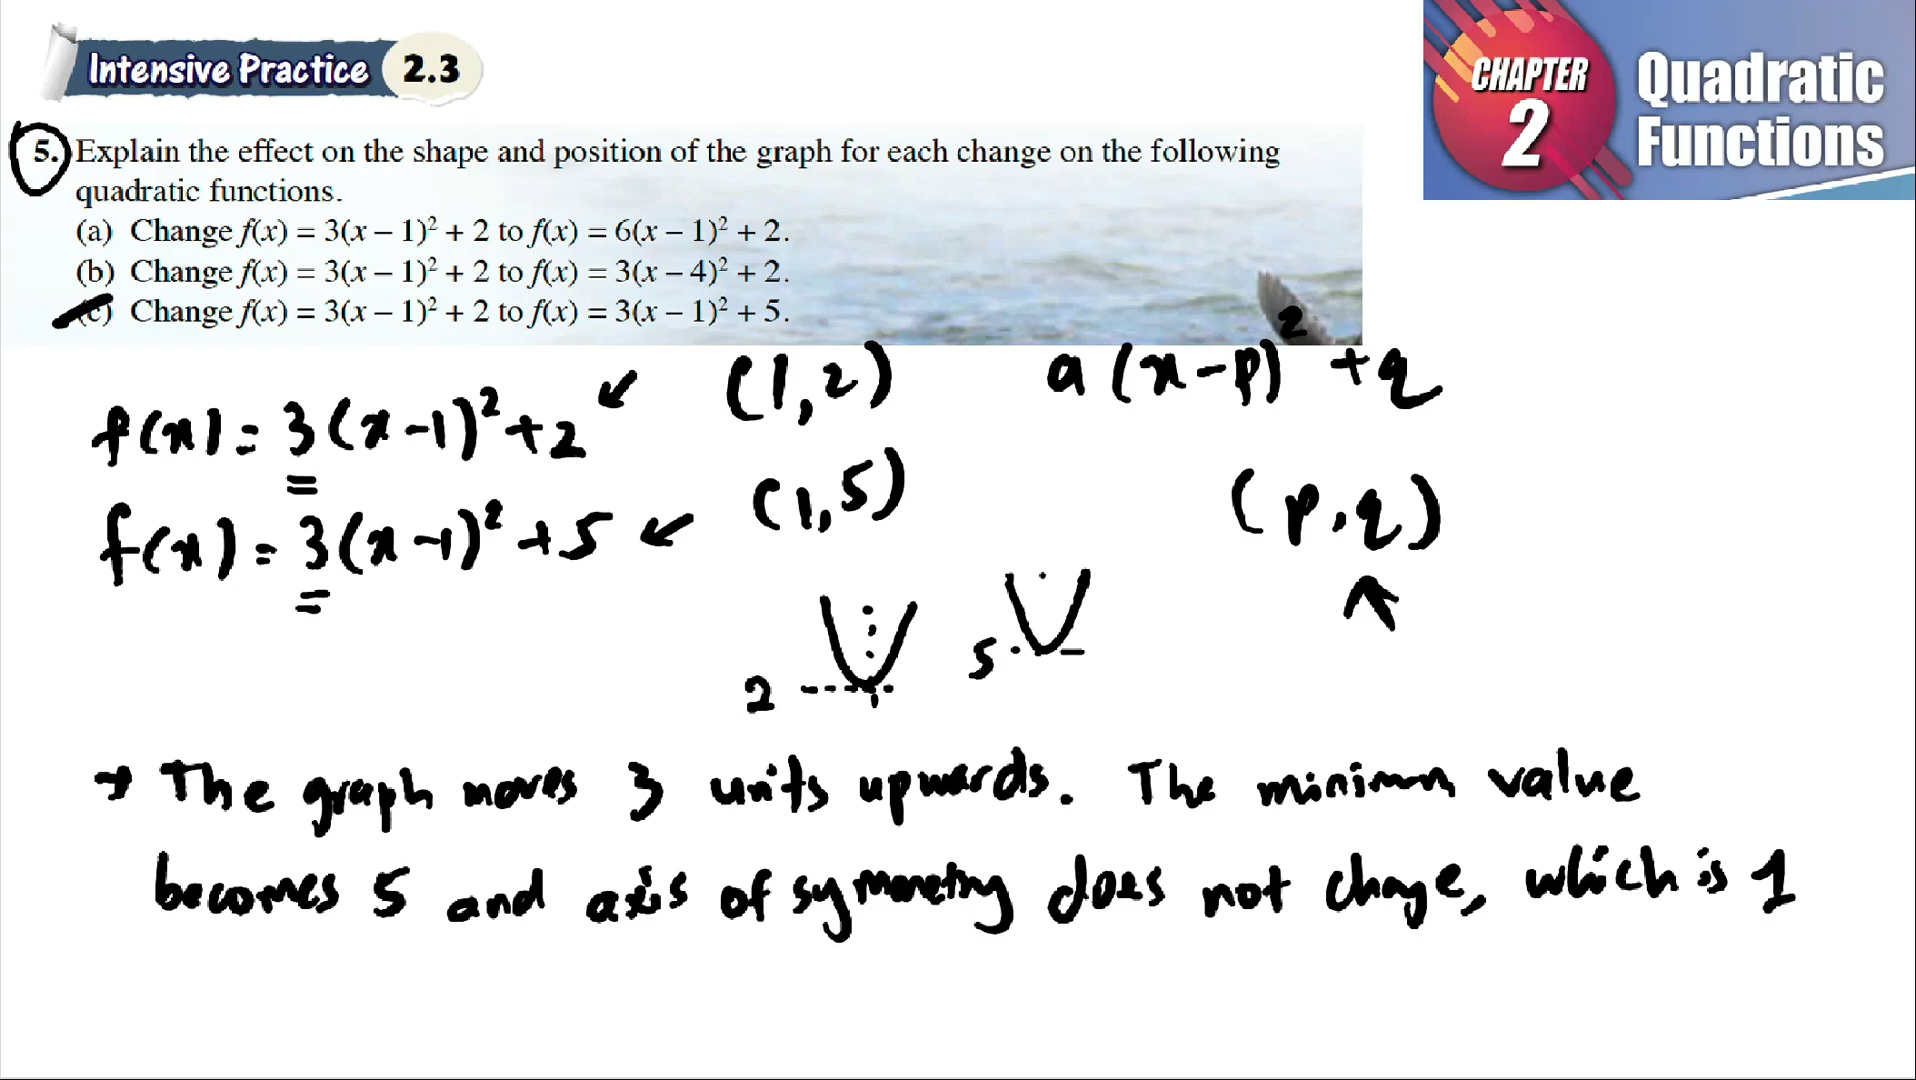 Intensive Practice 2.3
CHAPTER 2
Quadratic
Functions
5. Explain the effect on the shape and position of the graph for each change on the following
quadratic functions.
(a) Change f(x) = 3(x – 1)² + 2 to f(x) = 6(x – 1)² + 2.
(b) Change f(x) = 3(x – 1)² + 2 to f(x) = 3(x – 4)² + 2.
(c) Change f(x) = 3(x – 1)² + 2 to f(x) = 3(x – 1)² + 5.
f(x) = 3(x-1)² + 2 ↙ (1,2) a(x-p)² + q
f(x) = 3(x-1)² + 5 ↙ (1,5) (p,q)
2 5
→ The graph moves 3 units upwards. The minimum value
becomes 5 and axis of symmetry does not change, which is 1